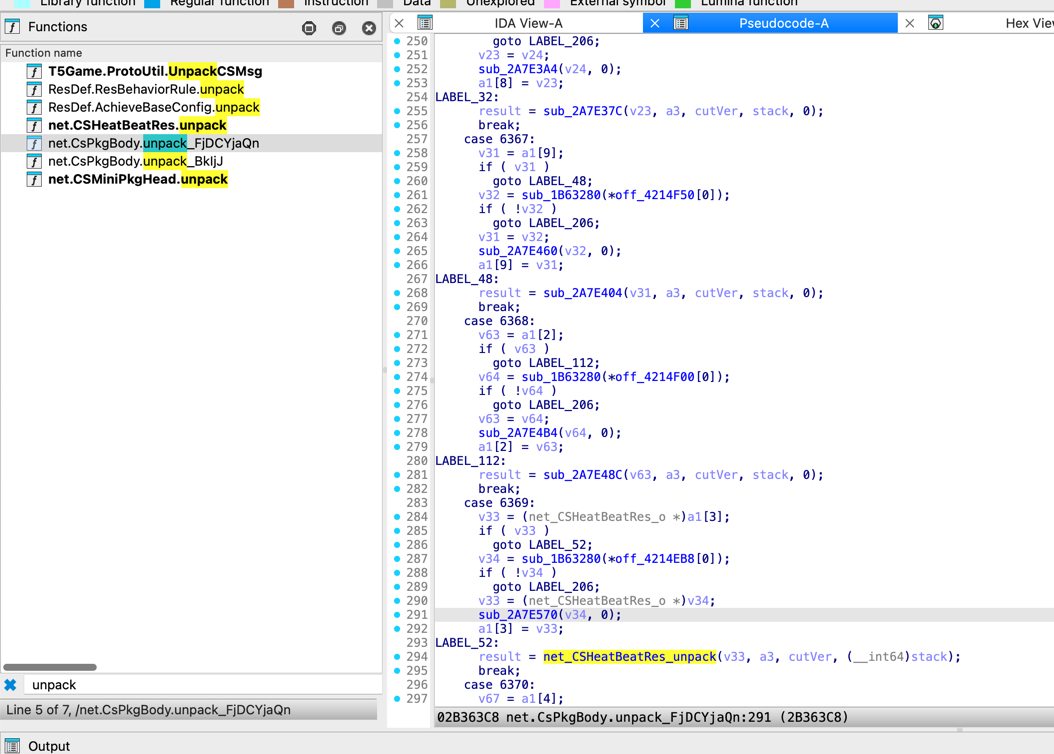 Library function Regular function Instruction Data Unexplored External symbol Lumina function
Functions
Function name
T5Game.ProtoUtil.UnpackCSMsg
ResDef.ResBehaviorRule.unpack
ResDef.AchieveBaseConfig.unpack
net.CSHeatBeatRes.unpack
net.CsPkgBody.unpack_FjDCYjaQn
net.CsPkgBody.unpack_BkIjJ
net.CSMiniPkgHead.unpack
unpack
Line 5 of 7, /net.CsPkgBody.unpack_FjDCYjaQn
Output
IDA View-A Pseudocode-A Hex View
250 goto LABEL_206;
251 v23 = v24;
252 sub_2A7E3A4(v24, 0);
253 a1[8] = v23;
254 LABEL_32:
255 result = sub_2A7E37C(v23, a3, cutVer, stack, 0);
256 break;
257 case 6367:
258 v31 = a1[9];
259 if ( v31 )
260 goto LABEL_48;
261 v32 = sub_1B63280(*off_4214F50[0]);
262 if ( !v32 )
263 goto LABEL_206;
264 v31 = v32;
265 sub_2A7E460(v32, 0);
266 a1[9] = v31;
267 LABEL_48:
268 result = sub_2A7E404(v31, a3, cutVer, stack, 0);
269 break;
270 case 6368:
271 v63 = a1[2];
272 if ( v63 )
273 goto LABEL_112;
274 v64 = sub_1B63280(*off_4214F00[0]);
275 if ( !v64 )
276 goto LABEL_206;
277 v63 = v64;
278 sub_2A7E4B4(v64, 0);
279 a1[2] = v63;
280 LABEL_112:
281 result = sub_2A7E48C(v63, a3, cutVer, stack, 0);
282 break;
283 case 6369:
284 v33 = (net_CSHeatBeatRes_o *)a1[3];
285 if ( v33 )
286 goto LABEL_52;
287 v34 = sub_1B63280(*off_4214EB8[0]);
288 if ( !v34 )
289 goto LABEL_206;
290 v33 = (net_CSHeatBeatRes_o *)v34;
291 sub_2A7E570(v34, 0);
292 a1[3] = v33;
293 LABEL_52:
294 result = net_CSHeatBeatRes_unpack(v33, a3, cutVer, (__int64)stack);
295 break;
296 case 6370:
297 v67 = a1[4];
02B363C8 net.CsPkgBody.unpack_FjDCYjaQn:291 (2B363C8)